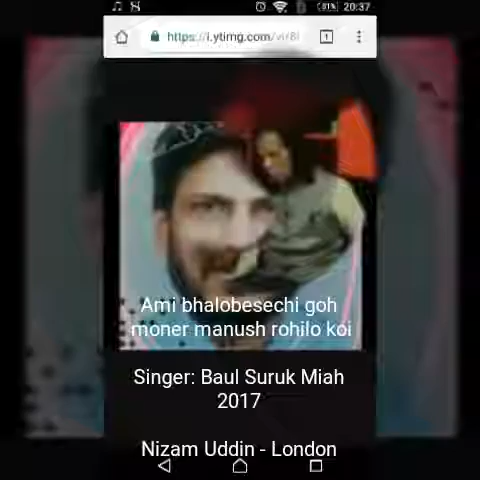 81% 20:37
https://i.ytimg.com/vi/8
1
Ami bhalobesechi goh
moner manush rohilo koi
Singer: Baul Suruk Miah
2017
Nizam Uddin - London